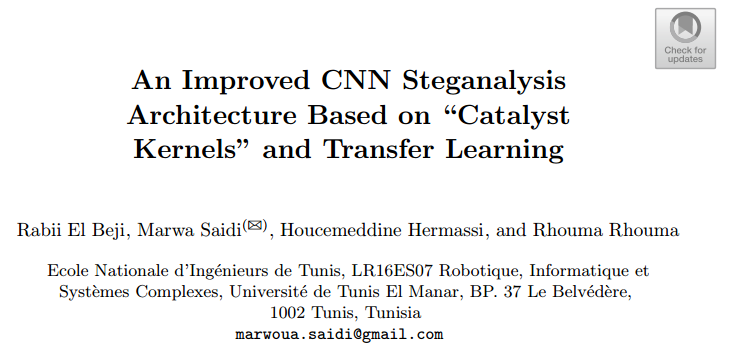 Check for
updates
An Improved CNN Steganalysis
Architecture Based on “Catalyst
Kernels” and Transfer Learning
Rabii El Beji, Marwa Saidi(✉), Houcemeddine Hermassi, and Rhouma Rhouma
Ecole Nationale d’Ingénieurs de Tunis, LR16ES07 Robotique, Informatique et
Systèmes Complexes, Université de Tunis El Manar, BP. 37 Le Belvédère,
1002 Tunis, Tunisia
marwoua.saidi@gmail.com